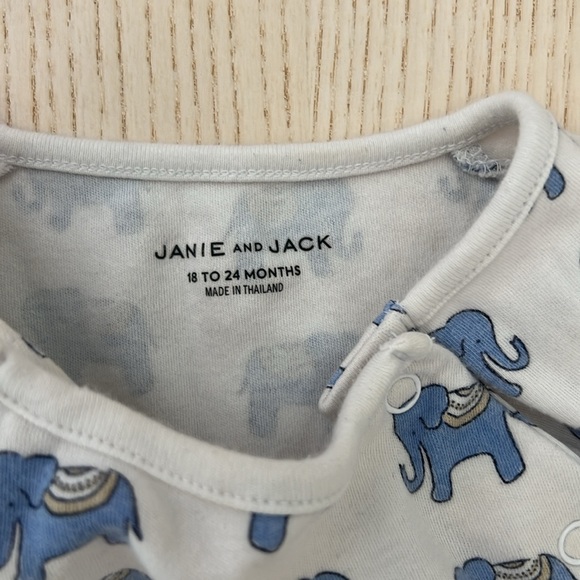 JANIE AND JACK
18 TO 24 MONTHS
MADE IN THAILAND